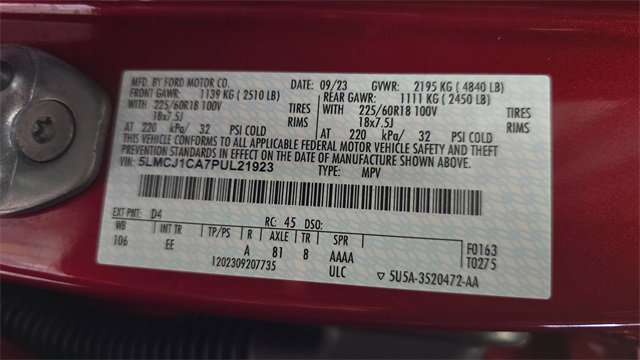 MFD. BY FORD MOTOR CO. 09/23 GVWR: 2195 KG ( 4840 LB)
FRONT GAWR: 1139 KG ( 2510 LB) REAR GAWR: 1111 KG ( 2450 LB)
WITH 225/60R18 100V TIRES WITH 225/60R18 100V TIRES
18x7.5J RIMS 18x7.5J RIMS
AT 220 kPa/ 32 PSI COLD AT 220 kPa/ 32 PSI COLD
THIS VEHICLE CONFORMS TO ALL APPLICABLE FEDERAL MOTOR VEHICLE SAFETY AND THEFT
PREVENTION STANDARDS IN EFFECT ON THE DATE OF MANUFACTURE SHOWN ABOVE.
VIN: 5LMCJ1CA7PUL21923 TYPE: MPV
EXT PNT: D4 RC: 45 DSO:
WB INT TR TP/PS R AXLE TR SPR F0163
106 EE A 81 8 AAAA T0275
1202309207735 ULC ▽ 5U5A-3520472-AA